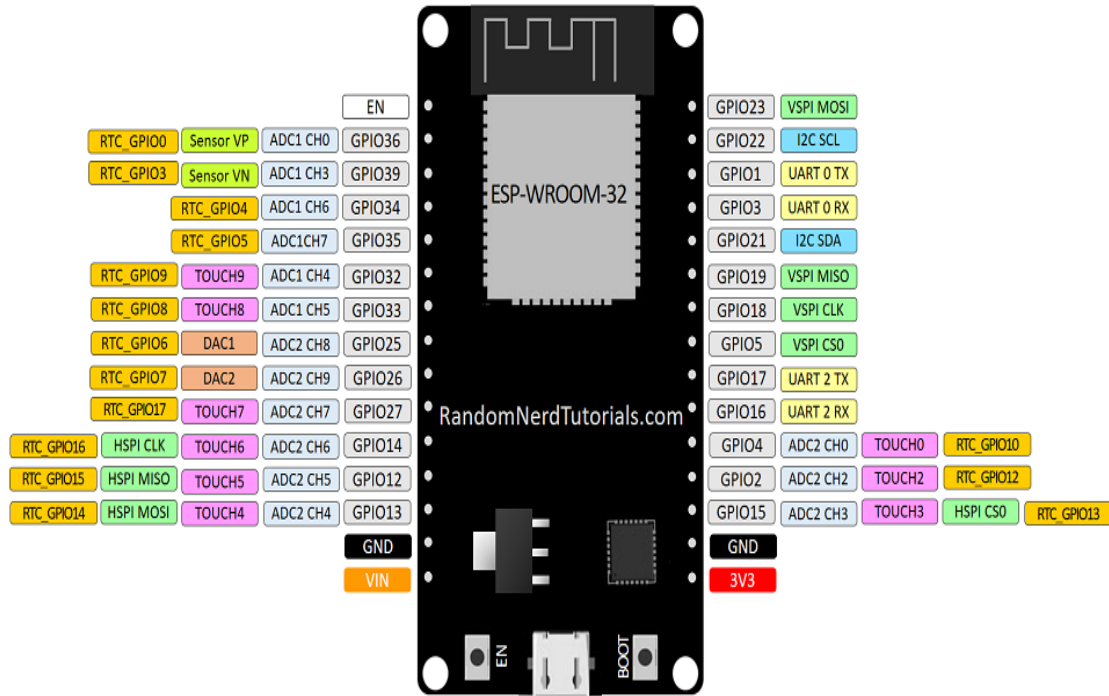 EN GPIO23 VSPI MOSI
RTC_GPIO0 Sensor VP ADC1 CH0 GPIO36 GPIO22 I2C SCL
RTC_GPIO3 Sensor VN ADC1 CH3 GPIO39 GPIO1 UART 0 TX
RTC_GPIO4 ADC1 CH6 GPIO34 ESP-WROOM-32 GPIO3 UART 0 RX
RTC_GPIO5 ADC1CH7 GPIO35 GPIO21 I2C SDA
RTC_GPIO9 TOUCH9 ADC1 CH4 GPIO32 GPIO19 VSPI MISO
RTC_GPIO8 TOUCH8 ADC1 CH5 GPIO33 GPIO18 VSPI CLK
RTC_GPIO6 DAC1 ADC2 CH8 GPIO25 GPIO5 VSPI CS0
RTC_GPIO7 DAC2 ADC2 CH9 GPIO26 GPIO17 UART 2 TX
RTC_GPIO17 TOUCH7 ADC2 CH7 GPIO27 RandomNerdTutorials.com GPIO16 UART 2 RX
RTC_GPIO16 HSPI CLK TOUCH6 ADC2 CH6 GPIO14 GPIO4 ADC2 CH0 TOUCH0 RTC_GPIO10
RTC_GPIO15 HSPI MISO TOUCH5 ADC2 CH5 GPIO12 GPIO2 ADC2 CH2 TOUCH2 RTC_GPIO12
RTC_GPIO14 HSPI MOSI TOUCH4 ADC2 CH4 GPIO13 GPIO15 ADC2 CH3 TOUCH3 HSPI CS0 RTC_GPIO13
GND GND
VIN 3V3
EN BOOT